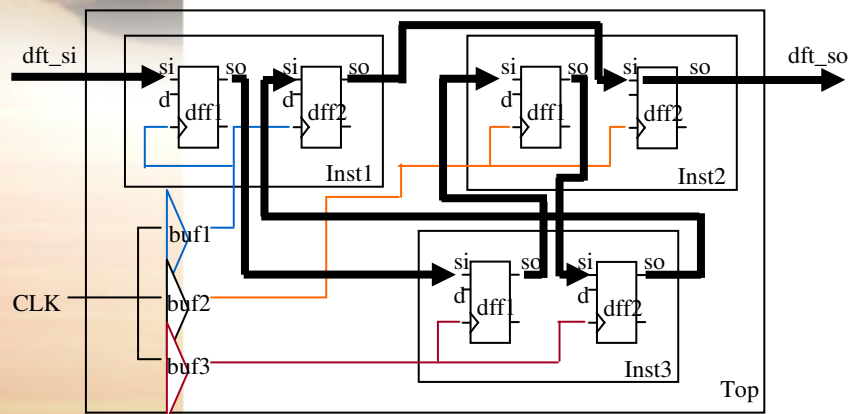 dft_si
dft_so
si
so
d
dff1
si
so
d
dff2
Inst1
si
so
d
dff1
si
so
d
dff2
Inst2
buf1
CLK
buf2
buf3
si
so
d
dff1
si
so
d
dff2
Inst3
Top